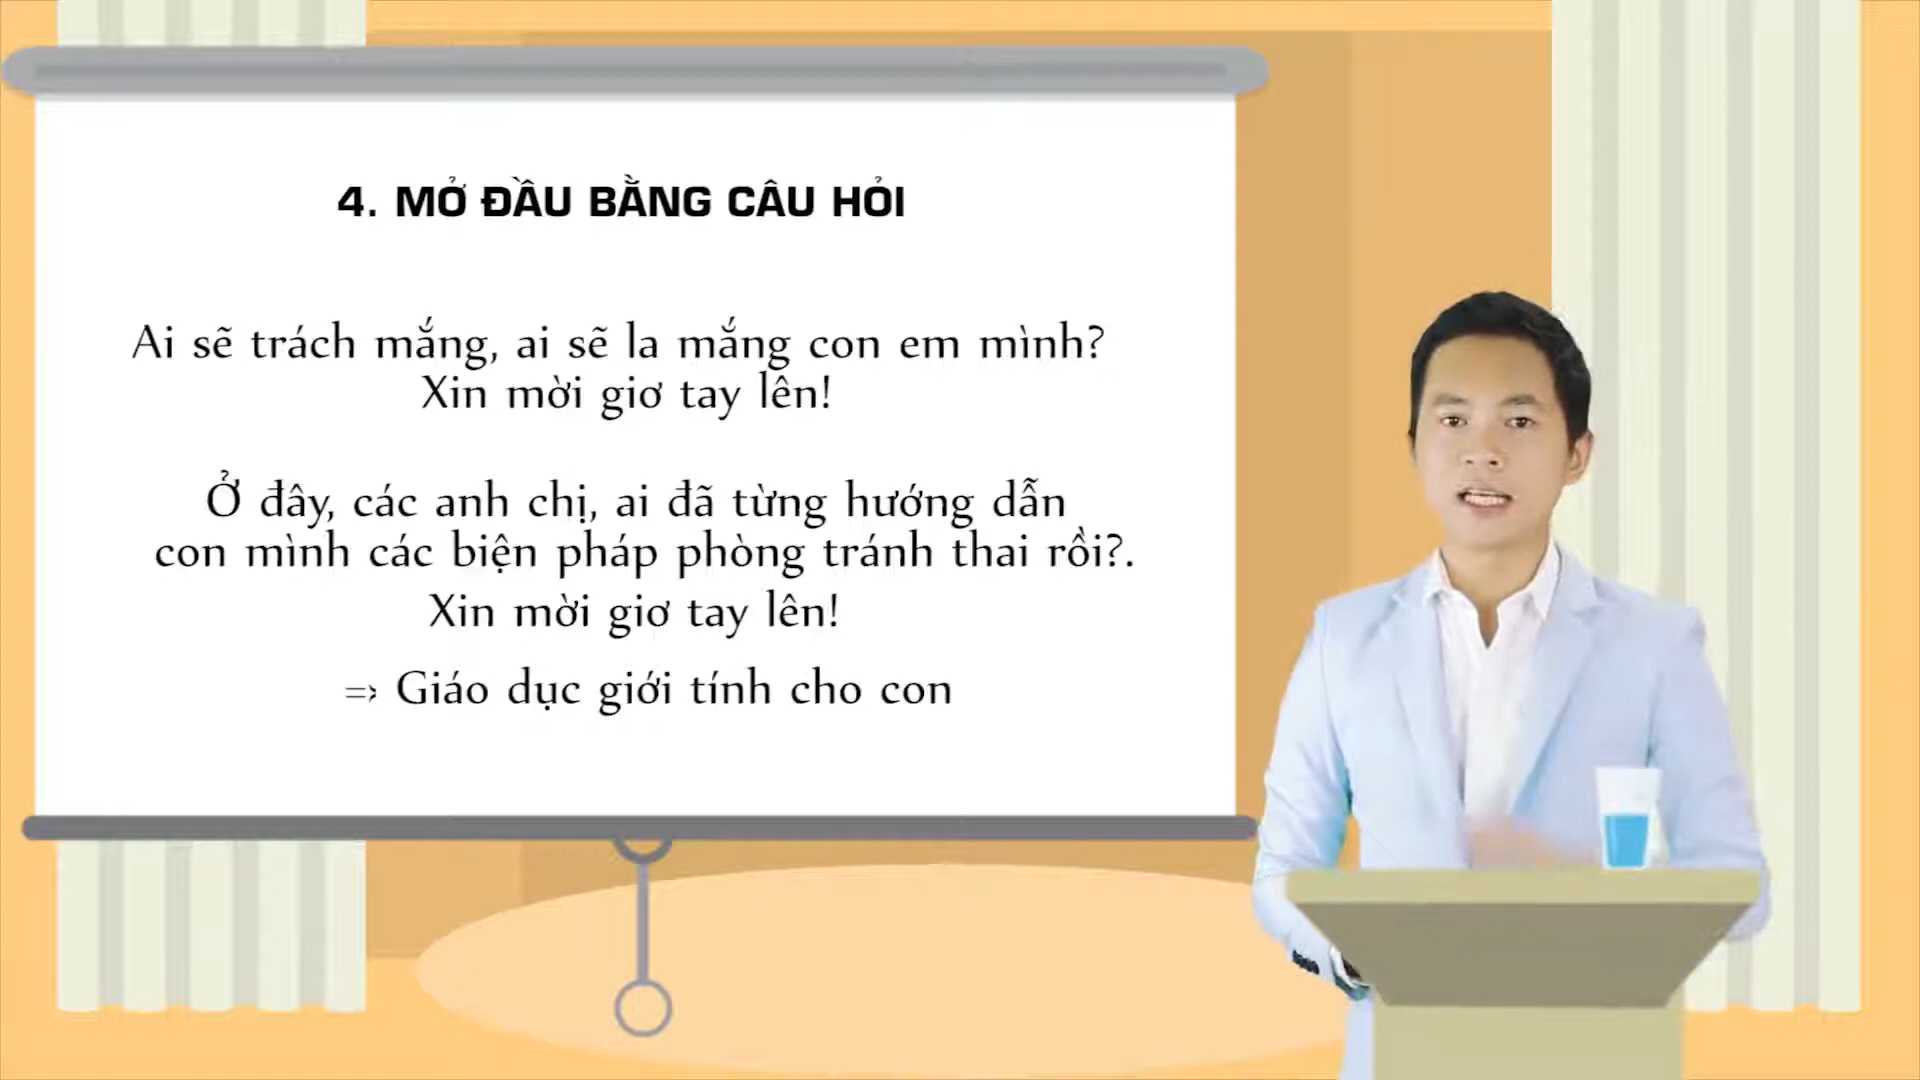 4. MỞ ĐẦU BẰNG CÂU HỎI
Ai sẽ trách mắng, ai sẽ la mắng con em mình?
Xin mời giơ tay lên!
Ở đây, các anh chị, ai đã từng hướng dẫn
con mình các biện pháp phòng tránh thai rồi?.
Xin mời giơ tay lên!
=> Giáo dục giới tính cho con